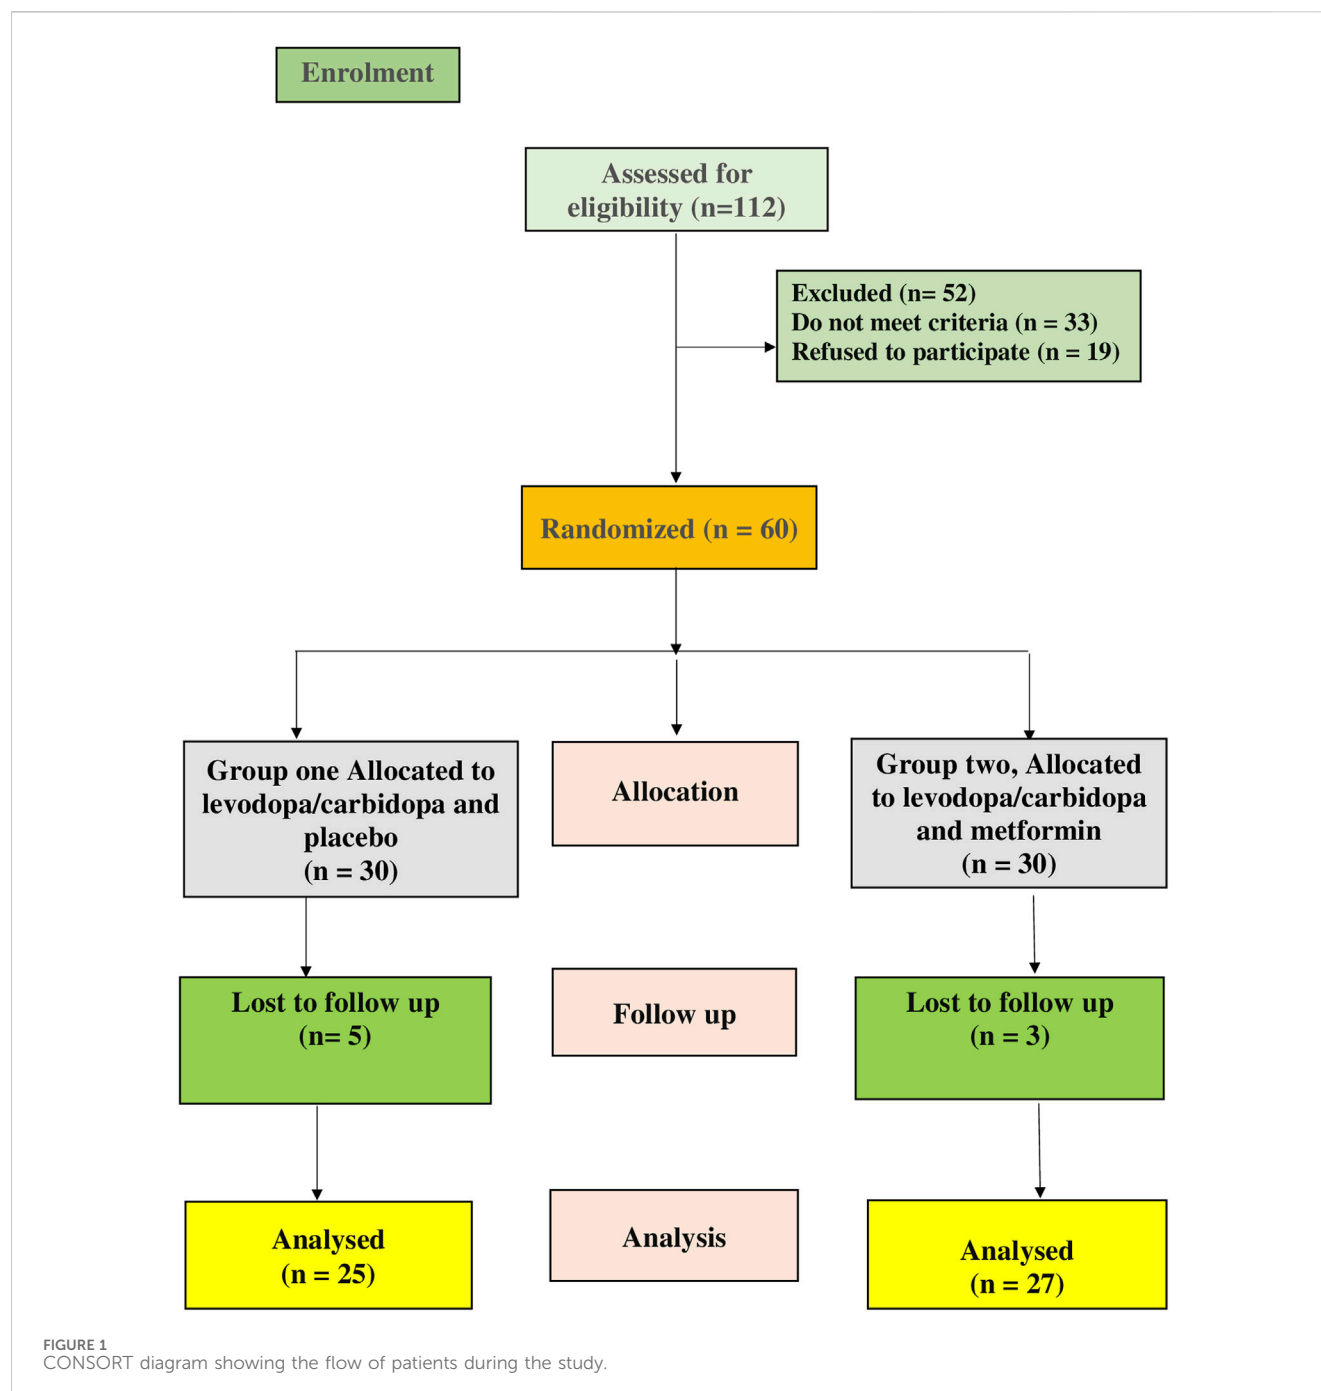 Enrolment
Assessed for
eligibility (n=112)
Excluded (n= 52)
Do not meet criteria (n = 33)
Refused to participate (n = 19)
Randomized (n = 60)
Group one Allocated to
levodopa/carbidopa and
placebo
(n = 30)
Allocation
Group two, Allocated
to levodopa/carbidopa
and metformin
(n = 30)
Lost to follow up
(n= 5)
Follow up
Lost to follow up
(n = 3)
Analysed
(n = 25)
Analysis
Analysed
(n = 27)
FIGURE 1
CONSORT diagram showing the flow of patients during the study.